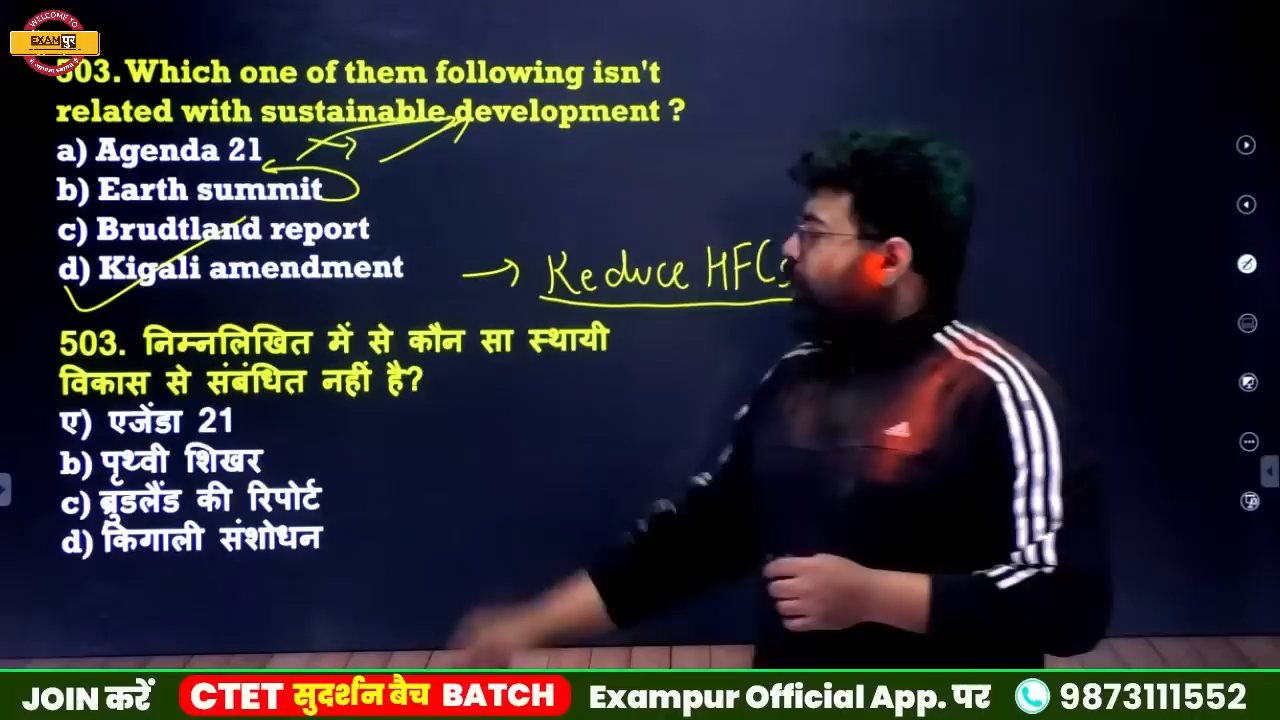 WELCOME TO
EXAM पुर
503. Which one of them following isn't
related with sustainable development ?
a) Agenda 21
b) Earth summit
c) Brudtland report
d) Kigali amendment
→ Reduce HFCs
503. निम्नलिखित में से कौन सा स्थायी
विकास से संबंधित नहीं है?
ए) एजेंडा 21
b) पृथ्वी शिखर
c) ब्रुडलैंड की रिपोर्ट
d) किगाली संशोधन
JOIN करें CTET सुदर्शन बैच BATCH Exampur Official App. पर 9873111552